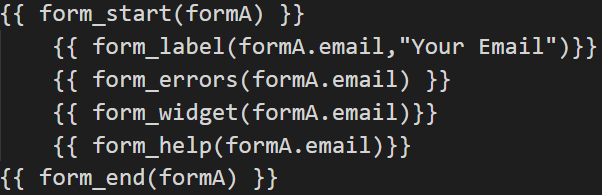 {{ form_start(formA) }}
    {{ form_label(formA.email,"Your Email")}}
    {{ form_errors(formA.email) }}
    {{ form_widget(formA.email)}}
    {{ form_help(formA.email)}}
{{ form_end(formA) }}